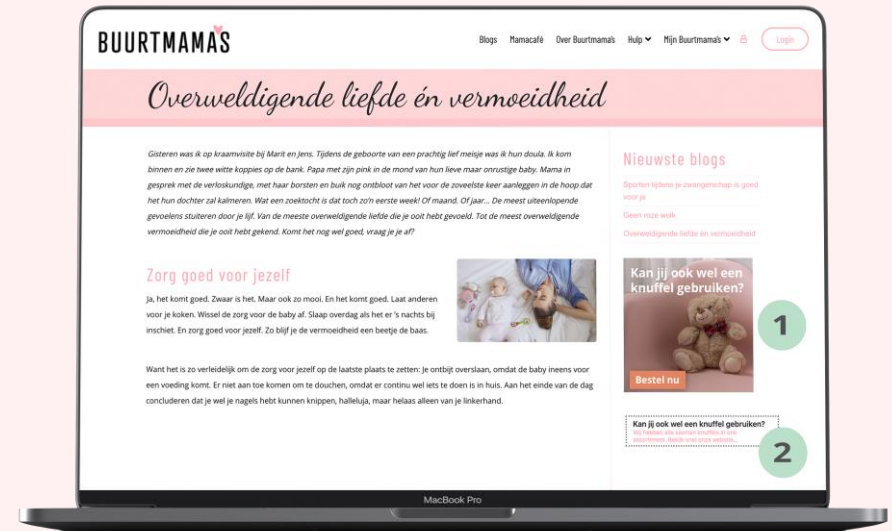 BUURTMAMA'S
Blogs Mamacafé Over Buurtmama's Hulp Mijn Buurtmama's Login
Overweldigende liefde én vermoeidheid
Gisteren was ik op kraamvisite bij Marit en Jens. Tijdens de geboorte van een prachtig lief meisje was ik hun doula. Ik kom
binnen en zie twee witte koppies op de bank. Papa met zijn pink in de mond van hun lieve maar onrustige baby. Mama in
gesprek met de verloskundige, met haar borsten en buik nog ontbloot van het voor de zoveelste keer aanleggen in de hoop dat
het hun dochter zal kalmeren. Wat een zoektocht is dat toch zo'n eerste week! Of maand. Of jaar... De meest uiteenlopende
gevoelens stuiteren door je lijf. Van de meeste overweldigende liefde die je ooit hebt gevoeld. Tot de meest overweldigende
vermoeidheid die je ooit hebt gekend. Komt het nog wel goed, vraag je je af?
Zorg goed voor jezelf
Ja, het komt goed. Zwaar is het. Maar ook zo mooi. En het komt goed. Laat anderen
voor je koken. Wissel de zorg voor de baby af. Slaap overdag als het er 's nachts bij
inschiet. En zorg goed voor jezelf. Zo blijf je de vermoeidheid een beetje de baas.
Want het is zo verleidelijk om de zorg voor jezelf op de laatste plaats te zetten: Je ontbijt overslaan, omdat de baby ineens voor
een voeding komt. Er niet aan toe komen om te douchen, omdat er continu wel iets te doen is in huis. Aan het einde van de dag
concluderen dat je wel je nagels hebt kunnen knippen, halleluja, maar helaas alleen van je linkerhand.
Nieuwste blogs
Sporten tijdens je zwangerschap is goed
voor je
Geen roze wolk
Overweldigende liefde én vermoeidheid
Kan jij ook wel een
knuffel gebruiken?
1
Bestel nu
Kan jij ook wel een knuffel gebruiken?
Wij hebben alle soorten knuffels in ons
assortiment. Bekijk snel onze website...
2
MacBook Pro